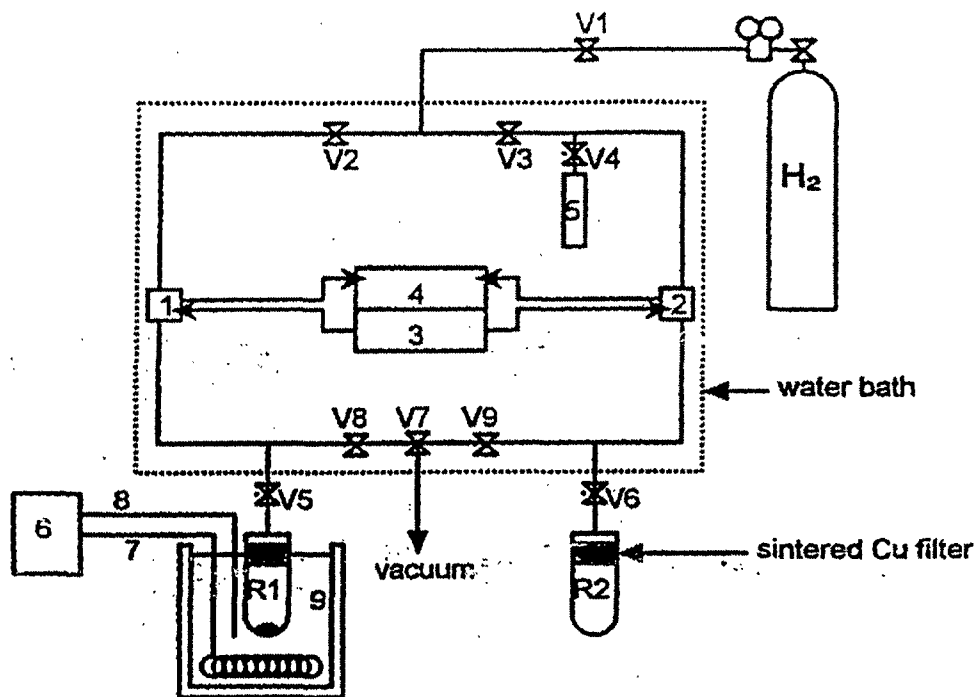 V1
V2
V3
V4
H₂
5
4
1
2
3
water bath
V8
V7
V9
V5
V6
8
6
7
vacuum
sintered Cu filter
R1
9
R2